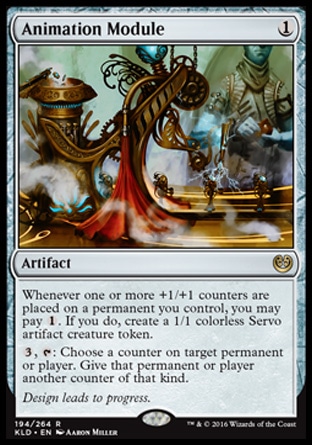 Animation Module 1
Artifact
Whenever one or more +1/+1 counters are
placed on a permanent you control, you may
pay 1. If you do, create a 1/1 colorless Servo
artifact creature token.
3, T: Choose a counter on target permanent
or player. Give that permanent or player
another counter of that kind.
Design leads to progress.
194/264 R
KLD • EN Aaron Miller
™ & © 2016 Wizards of the Coast